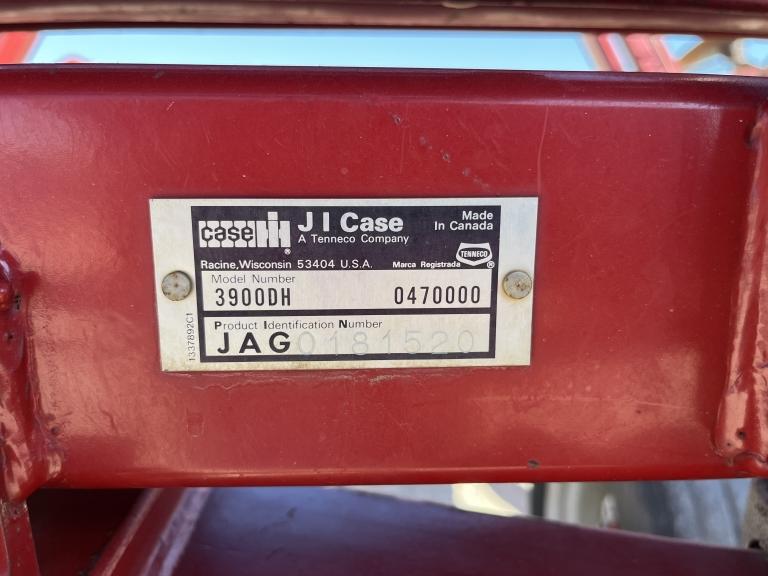 case IH ®
J I Case
A Tenneco Company
Made
In Canada
TENNECO ®
Racine, Wisconsin 53404 U.S.A.
Marca Registrada
Model Number
3900DH 0470000
Product Identification Number
JAG0181520
1337892C1